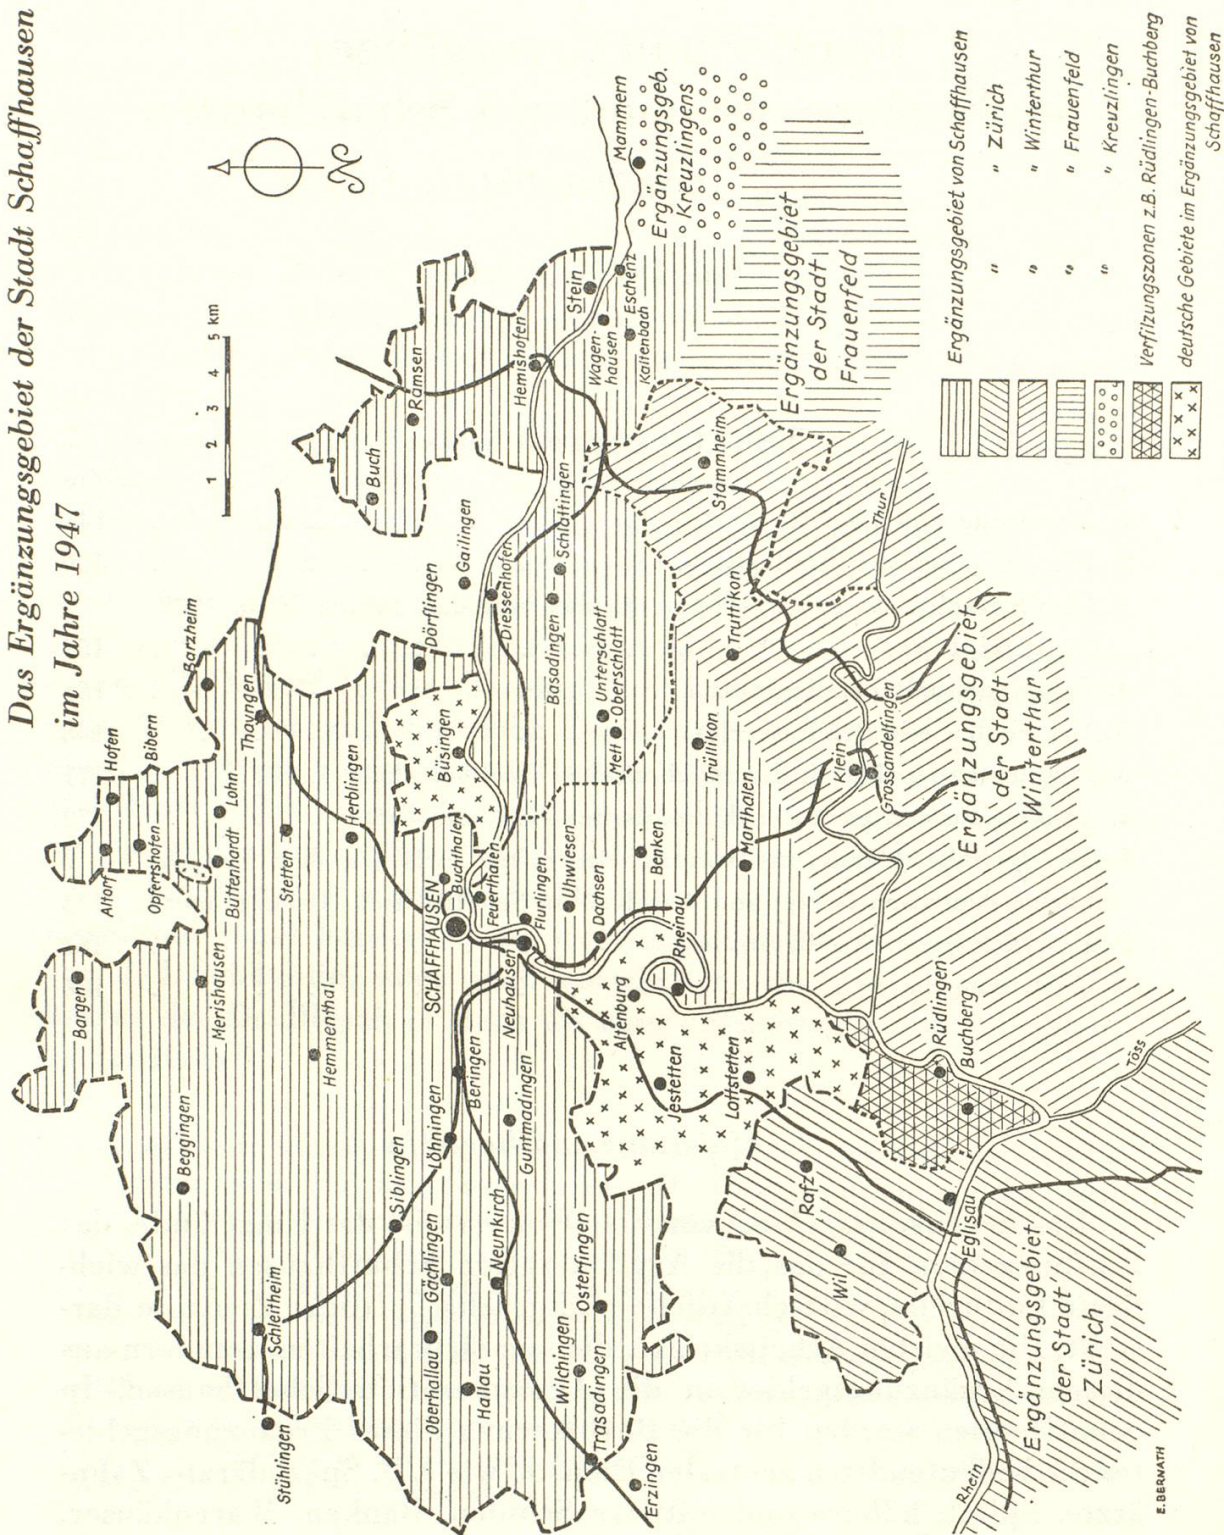 Das Ergänzungsgebiet der Stadt Schaffhausen
im Jahre 1947
N
1 2 3 4 5 km
Bargen
Altorf
Hofen
Opfertshofen
Bibern
Barzheim
Beggingen
Merishausen
Büttenhardt
Lohn
Thayngen
Buch
Ramsen
Schleitheim
Stühlingen
Hemmenthal
Stetten
Herblingen
Dörflingen
Gailingen
Siblingen
Löhningen
Beringen
SCHAFFHAUSEN
Buchthalen
Feuerthalen
Büsingen
Diessenhofen
Hemishofen
Stein
Mammern
Oberhallau
Gächlingen
Hallau
Neunkirch
Guntmadingen
Neuhausen
Flurlingen
Uhwiesen
Basadingen
Schlattingen
Wagen-
hausen
Eschenz
Kaltenbach
Wilchingen
Osterfingen
Trasadingen
Erzingen
Altenburg
Dachsen
Unterschlatt
Mett-Oberschlatt
Jestetten
Rheinau
Benken
Trüllikon
Truttikon
Stammheim
Lottstetten
Marthalen
Rafz
Wil
Klein-
Grossandelfingen
Thur
Rüdlingen
Buchberg
Eglisau
Töss
Rhein
Ergänzungsgeb.
Kreuzlingens
Ergänzungsgebiet
der Stadt
Frauenfeld
Ergänzungsgebiet
der Stadt
Winterthur
Ergänzungsgebiet
der Stadt
Zürich
Ergänzungsgebiet von Schaffhausen
" " Zürich
" " Winterthur
" " Frauenfeld
" " Kreuzlingen
Verfilzungszonen z.B. Rüdlingen-Buchberg
deutsche Gebiete im Ergänzungsgebiet von
Schaffhausen
E.BERNATH